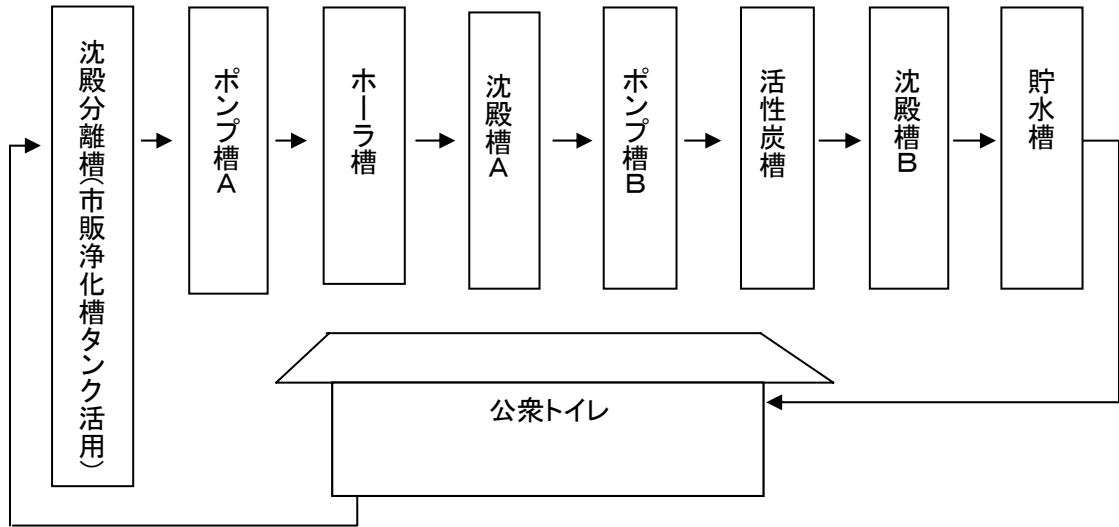 沈殿分離槽(市販浄化槽タンク活用)
ポンプ槽A
ホーラ槽
沈殿槽A
ポンプ槽B
活性炭槽
沈殿槽B
貯水槽
公衆トイレ